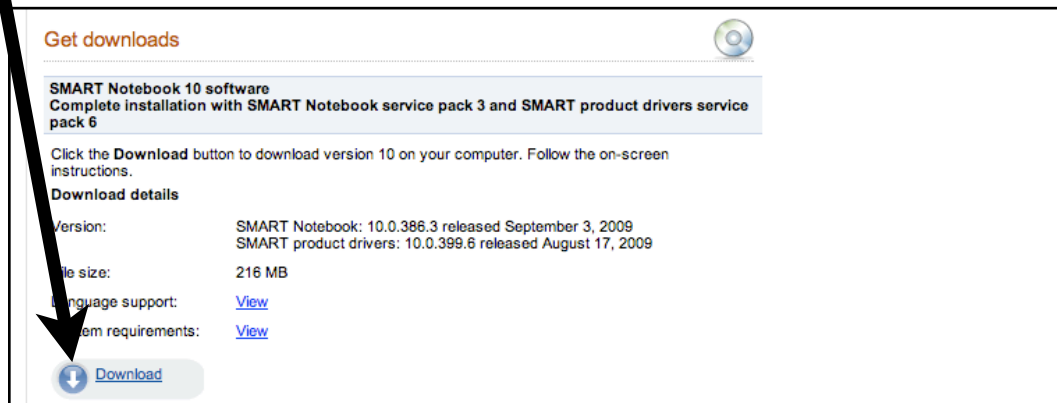 Get downloads
SMART Notebook 10 software
Complete installation with SMART Notebook service pack 3 and SMART product drivers service
pack 6
Click the Download button to download version 10 on your computer. Follow the on-screen
instructions.
Download details
Version: SMART Notebook: 10.0.386.3 released September 3, 2009
SMART product drivers: 10.0.399.6 released August 17, 2009
File size: 216 MB
Language support: View
System requirements: View
Download